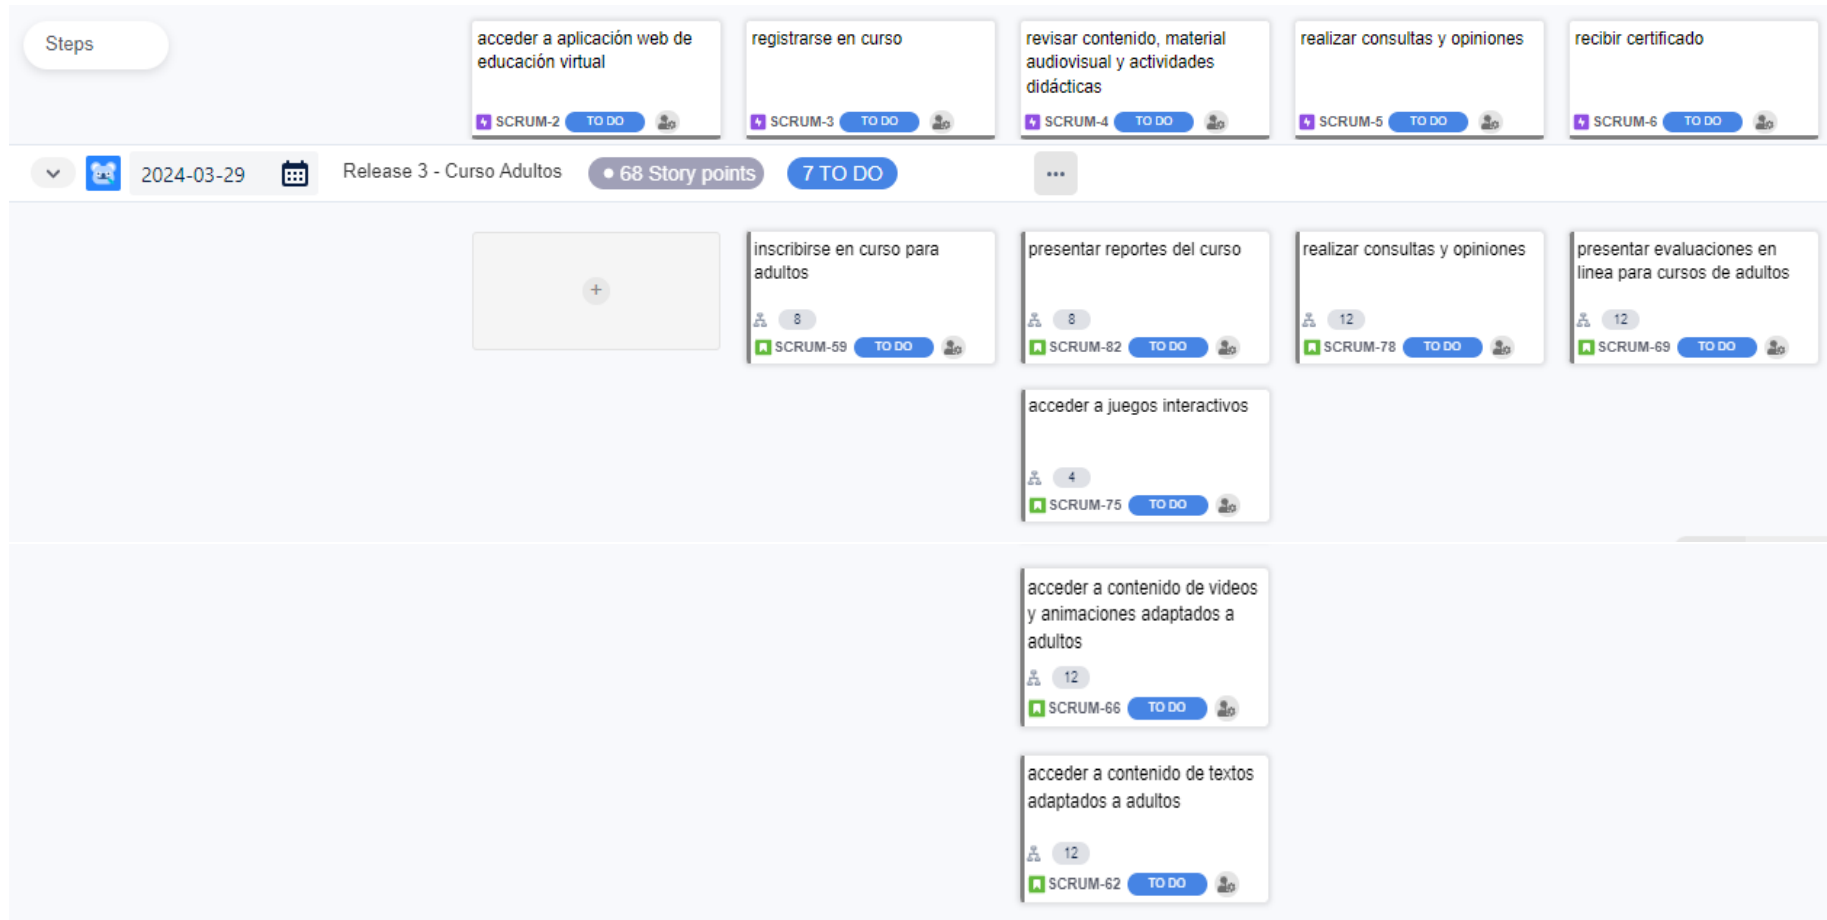 Steps
acceder a aplicación web de
educación virtual
SCRUM-2 TO DO
registrarse en curso
SCRUM-3 TO DO
revisar contenido, material
audiovisual y actividades
didácticas
SCRUM-4 TO DO
realizar consultas y opiniones
SCRUM-5 TO DO
recibir certificado
SCRUM-6 TO DO
2024-03-29 Release 3 - Curso Adultos 68 Story points 7 TO DO
inscribirse en curso para
adultos
8
SCRUM-59 TO DO
presentar reportes del curso
8
SCRUM-82 TO DO
realizar consultas y opiniones
12
SCRUM-78 TO DO
presentar evaluaciones en
linea para cursos de adultos
12
SCRUM-69 TO DO
acceder a juegos interactivos
4
SCRUM-75 TO DO
acceder a contenido de videos
y animaciones adaptados a
adultos
12
SCRUM-66 TO DO
acceder a contenido de textos
adaptados a adultos
12
SCRUM-62 TO DO